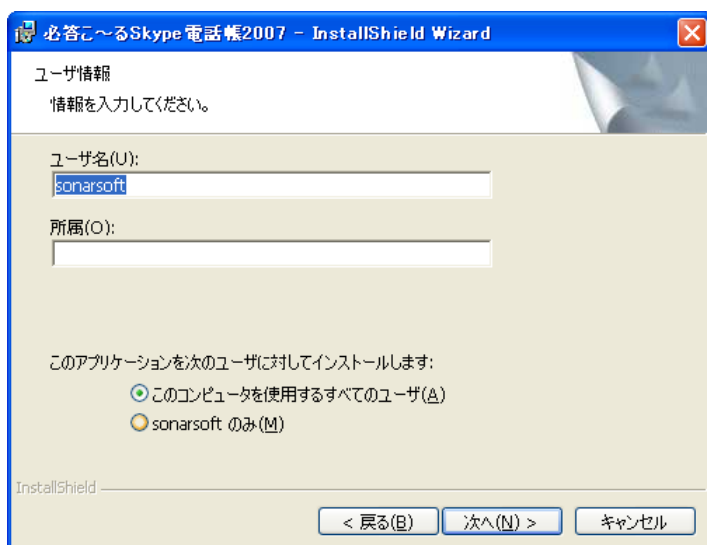 必答こ～るSkype電話帳2007 - InstallShield Wizard
ユーザ情報
情報を入力してください。
ユーザ名(U):
sonarsoft
所属(O):
このアプリケーションを次のユーザに対してインストールします:
このコンピュータを使用するすべてのユーザ(A)
sonarsoft のみ(M)
InstallShield
< 戻る(B) 次へ(N) > キャンセル